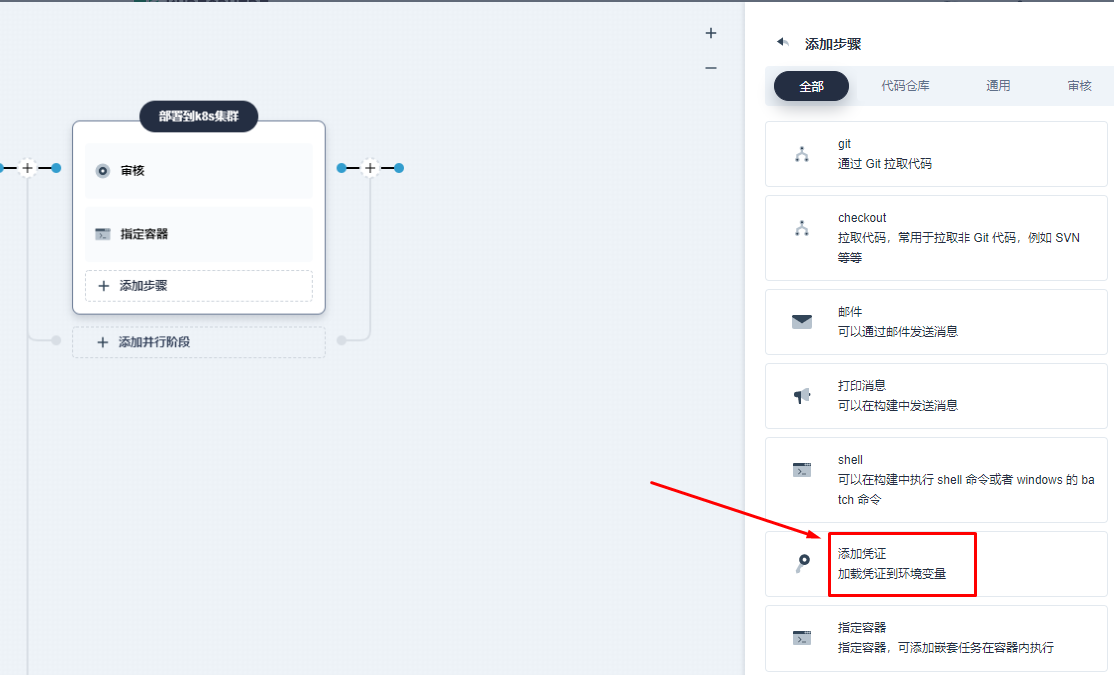 部署到k8s集群
审核
指定容器
添加步骤
添加并行阶段
添加步骤
全部
代码仓库
通用
审核
git
通过 Git 拉取代码
checkout
拉取代码，常用于拉取非 Git 代码，例如 SVN
等等
邮件
可以通过邮件发送消息
打印消息
可以在构建中发送消息
shell
可以在构建中执行 shell 命令或者 windows 的 ba
tch 命令
添加凭证
加载凭证到环境变量
指定容器
指定容器，可添加嵌套任务在容器内执行